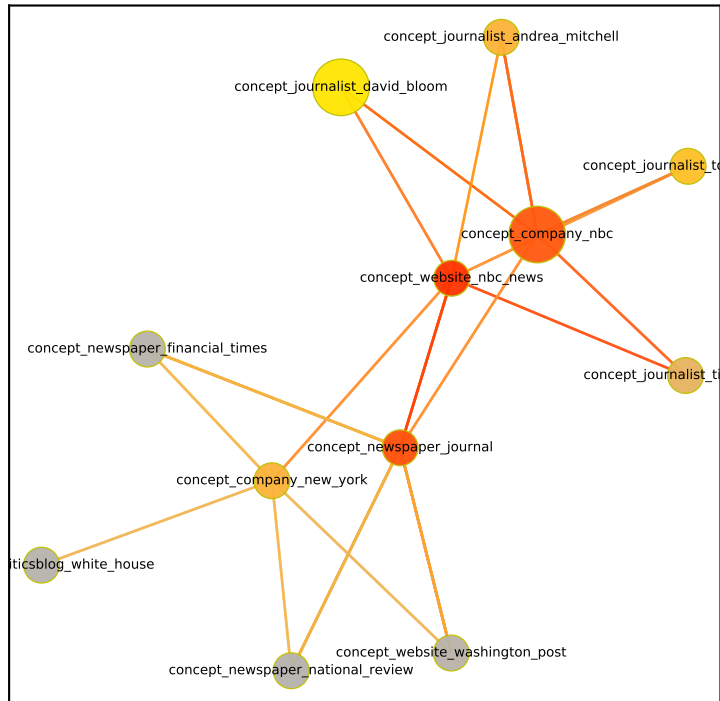 concept_journalist_andrea_mitchell
concept_journalist_david_bloom
concept_journalist_to
concept_company_nbc
concept_website_nbc_news
concept_newspaper_financial_times
concept_journalist_ti
concept_newspaper_journal
concept_company_new_york
iticsblog_white_house
concept_website_washington_post
concept_newspaper_national_review